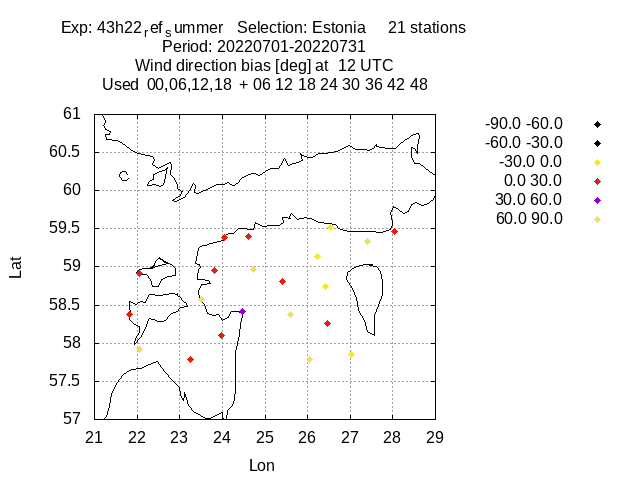 Exp: 43h22ref summer Selection: Estonia 21 stations
Period: 20220701-20220731
Wind direction bias [deg] at 12 UTC
Used 00,06,12,18 + 06 12 18 24 30 36 42 48
61
60.5
60
59.5
59
58.5
58
57.5
57
21 22 23 24 25 26 27 28 29
Lat
Lon
-90.0 -60.0
-60.0 -30.0
-30.0 0.0
0.0 30.0
30.0 60.0
60.0 90.0